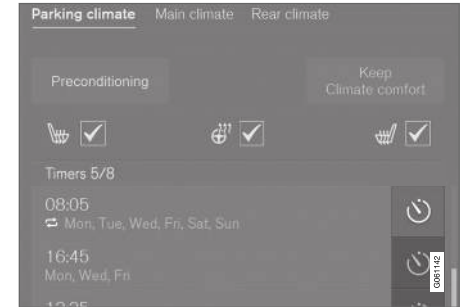 Parking climate Main climate Rear climate
Preconditioning
Keep
Climate comfort
Timers 5/8
08:05
Mon, Tue, Wed, Fri, Sat, Sun
16:45
Mon, Wed, Fri
G061142